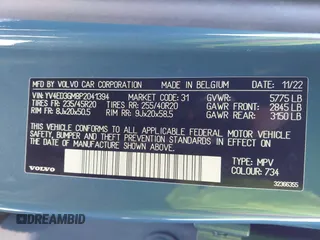 MFD BY VOLVO CAR CORPORATION MADE IN BELGIUM 11/22
VIN: YV4ED3GM8P2041394 MARKET CODE: 31 GVWR: 5775 LB
TIRES FR: 235/45R20 TIRES RR: 255/40R20 GAWR FRONT: 2845 LB
RIM FR: 8Jx20x50.5 RIM RR: 9Jx20x58.5 GAWR REAR: 3150 LB
THIS VEHICLE CONFORMS TO ALL APPLICABLE FEDERAL MOTOR VEHICLE
SAFETY, BUMPER, AND THEFT PREVENTION STANDARDS IN EFFECT ON
THE DATE OF MANUFACTURE SHOWN ABOVE.
TYPE: MPV
COLOUR: 734
VOLVO
32366355
DREAMBID